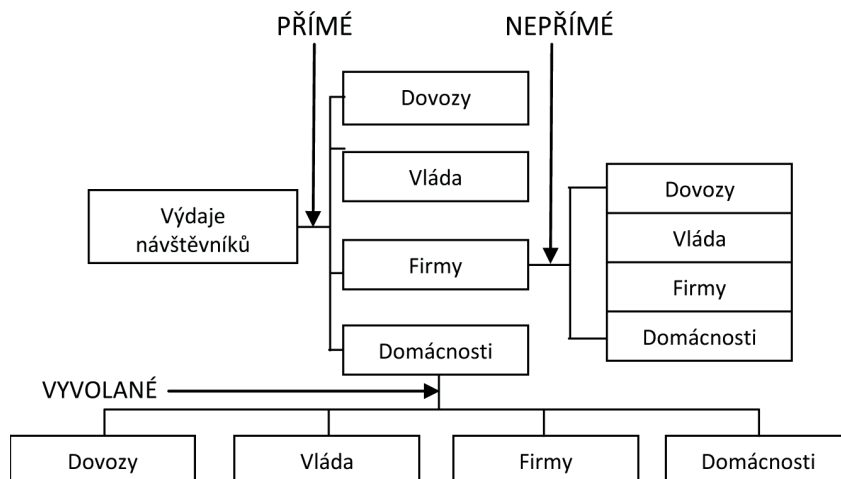 PŘÍMÉ
NEPŘÍMÉ
Dovozy
Vláda
Výdaje
návštěvníků
Firmy
Domácnosti
Dovozy
Vláda
Firmy
Domácnosti
VYVOLANÉ
Dovozy
Vláda
Firmy
Domácnosti